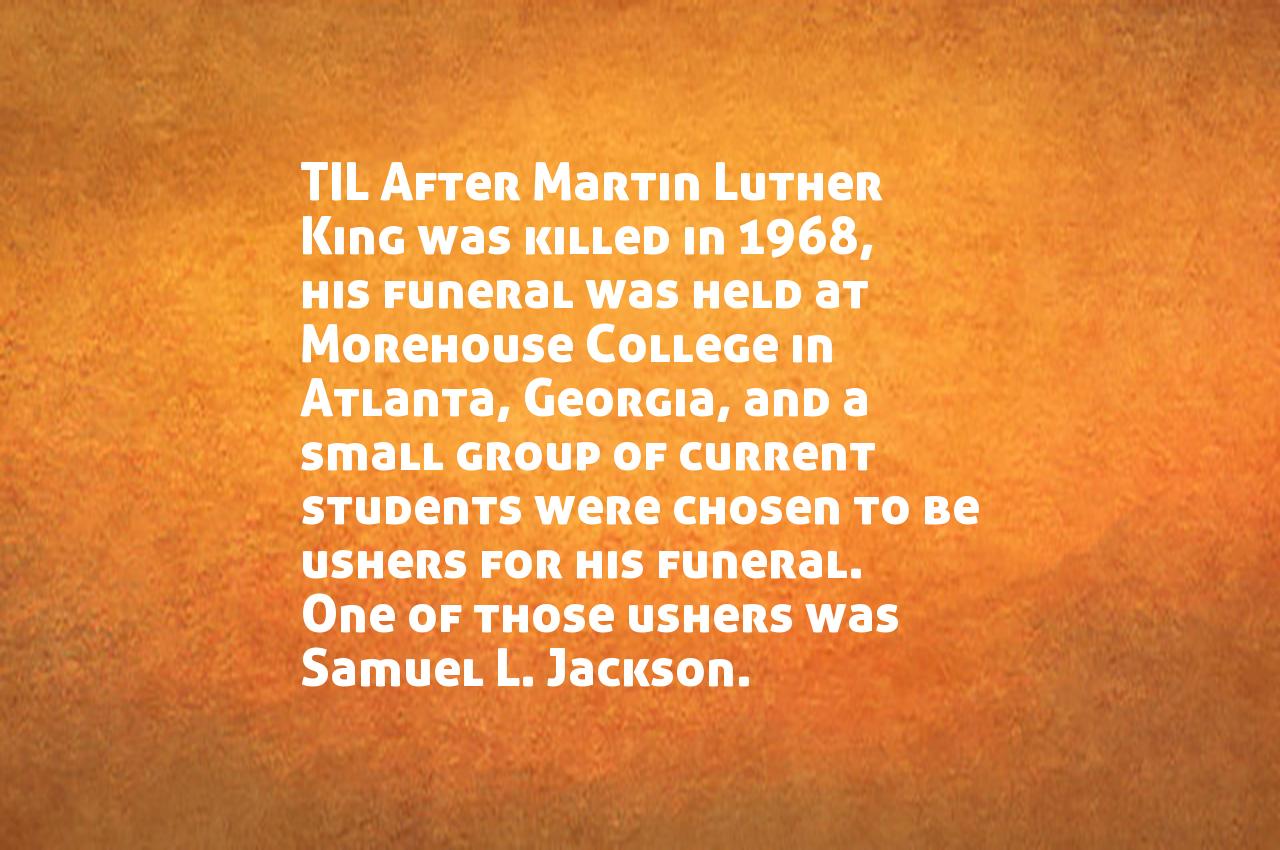 TIL After Martin Luther
King was killed in 1968,
his funeral was held at
Morehouse College in
Atlanta, Georgia, and a
small group of current
students were chosen to be
ushers for his funeral.
One of those ushers was
Samuel L. Jackson.